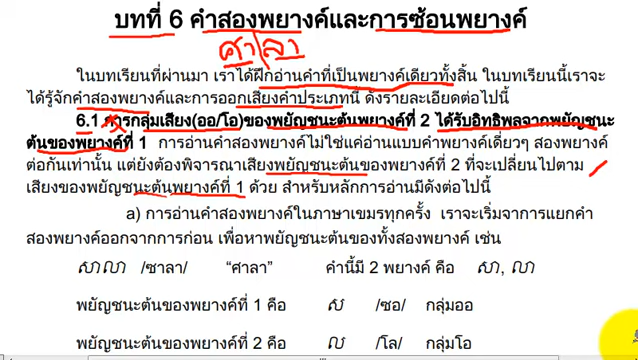 บทที่ 6 คำสองพยางค์และการซ้อนพยางค์
ศา|ลา
ในบทเรียนที่ผ่านมา เราได้ฝึกอ่านคำที่เป็นพยางค์เดียวทั้งสิ้น ในบทเรียนนี้เราจะ
ได้รู้จักคำสองพยางค์และการออกเสียงคำประเภทนี้ ดังรายละเอียดต่อไปนี้
6.1 การกลุ่มเสียง(ออ/โอ)ของพยัญชนะต้นพยางค์ที่ 2 ได้รับอิทธิพลจากพยัญชนะ
ต้นของพยางค์ที่ 1 การอ่านคำสองพยางค์ไม่ใช่แค่อ่านแบบคำพยางค์เดี่ยวๆ สองพยางค์
ต่อกันเท่านั้น แต่ยังต้องพิจารณาเสียงพยัญชนะต้นของพยางค์ที่ 2 ที่จะเปลี่ยนไปตาม
เสียงของพยัญชนะต้นพยางค์ที่ 1 ด้วย สำหรับหลักการอ่านมีดังต่อไปนี้
a) การอ่านคำสองพยางค์ในภาษาเขมรทุกครั้ง เราจะเริ่มจากการแยกคำ
สองพยางค์ออกจากการก่อน เพื่อหาพยัญชนะต้นของทั้งสองพยางค์ เช่น
សាលា /ซาลา/ “ศาลา” คำนี้มี 2 พยางค์ คือ សា, លា
พยัญชนะต้นของพยางค์ที่ 1 คือ ស /ซอ/ กลุ่มออ
พยัญชนะต้นของพยางค์ที่ 2 คือ ល /โล/ กลุ่มโอ